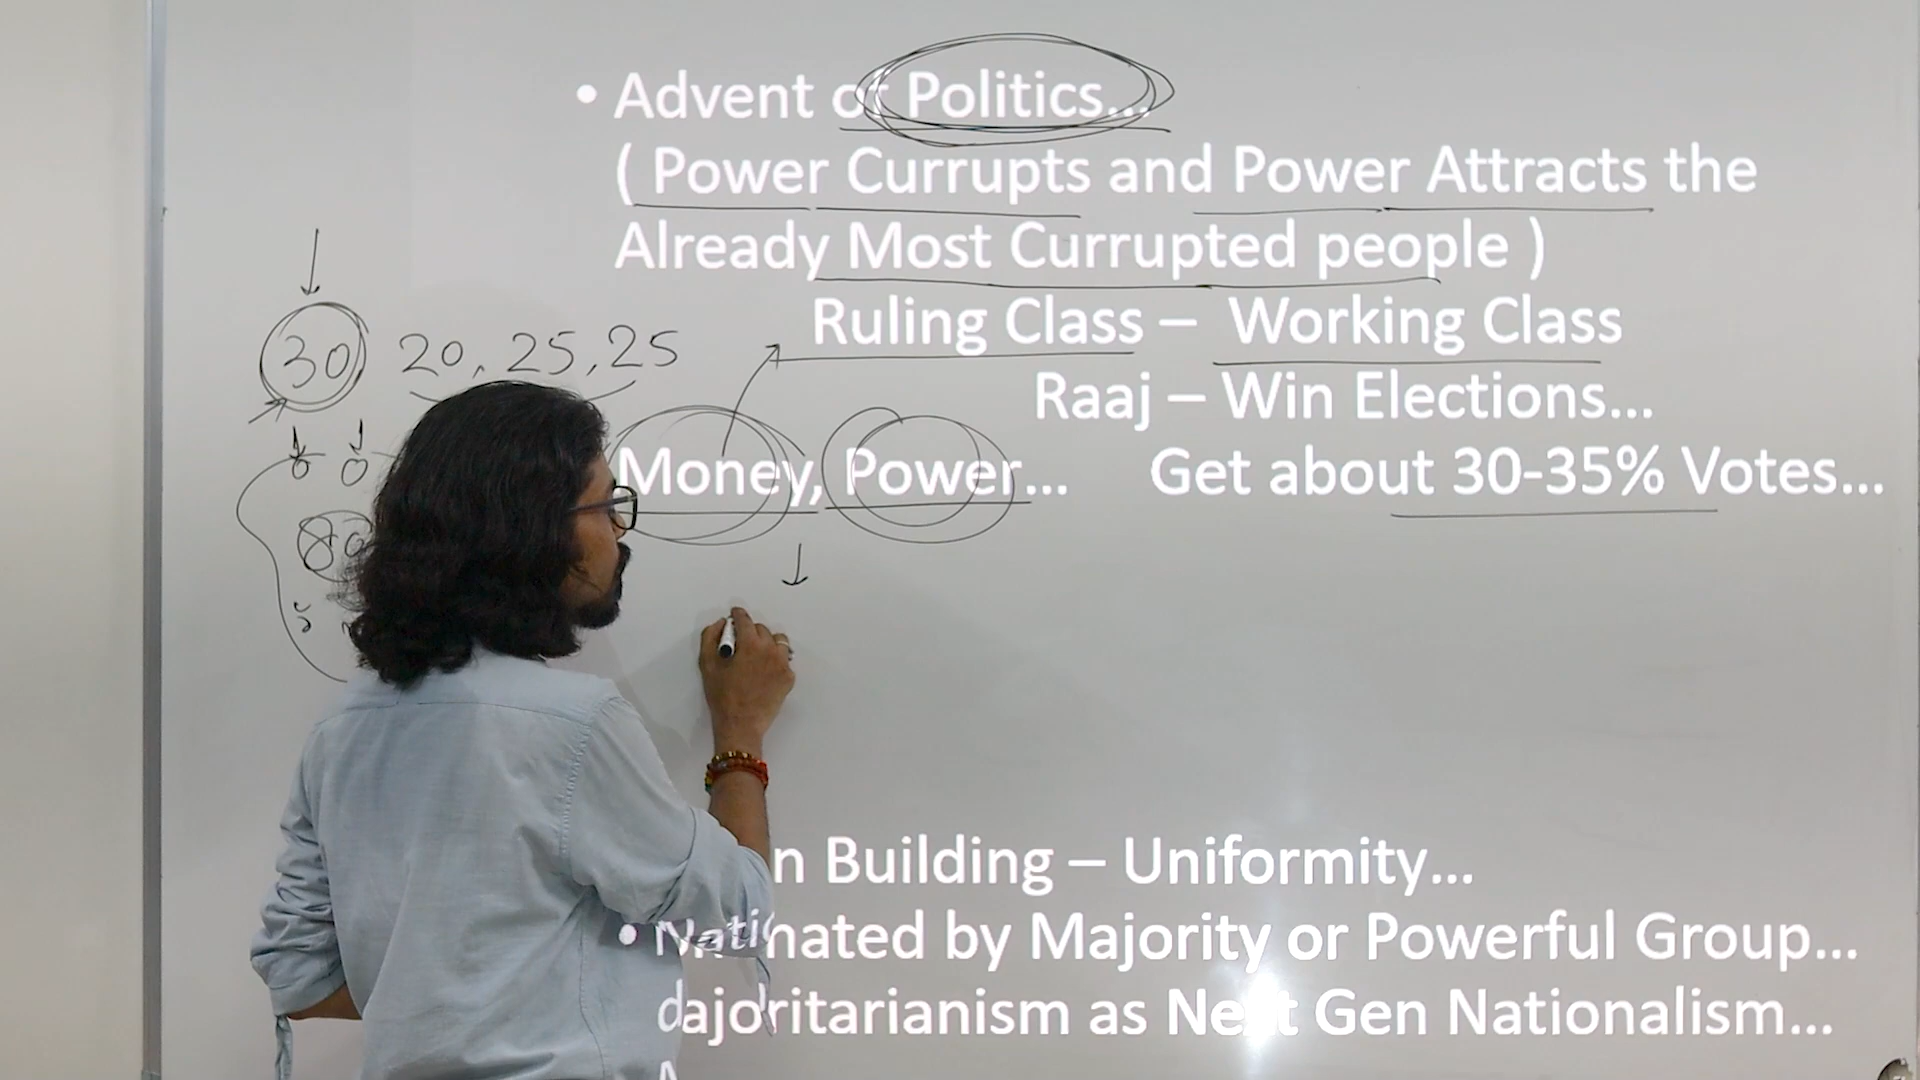 • Advent of Politics...
( Power Currupts and Power Attracts the
Already Most Currupted people )
Ruling Class – Working Class
30 20, 25, 25
Raaj – Win Elections...
Money, Power... Get about 30-35% Votes...
n Building – Uniformity...
• nated by Majority or Powerful Group...
ajoritarianism as Next Gen Nationalism...